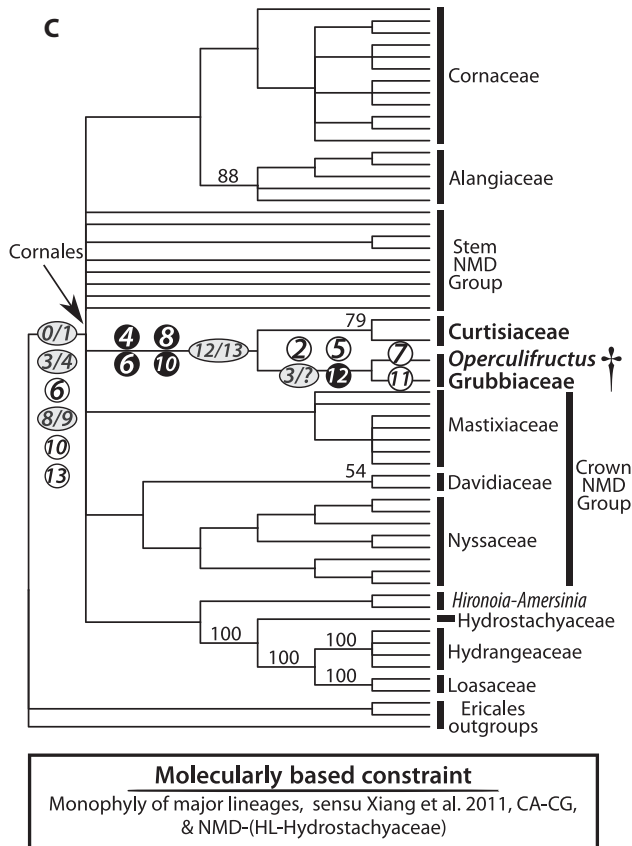 C
Cornaceae
88
Alangiaceae
Stem
NMD
Group
Cornales
0/1
3/4
6
8/9
10
13
4 8
6 10
12/13
2 5
3/? 12
7
11
79
Curtisiaceae
Operculifructus †
Grubbiaceae
Mastixiaceae
Crown
NMD
Group
54
Davidiaceae
Nyssaceae
Hironoia-Amersinia
Hydrostachyaceae
100
100
100
Hydrangeaceae
100
Loasaceae
Ericales
outgroups
Molecularly based constraint
Monophyly of major lineages, sensu Xiang et al. 2011, CA-CG,
& NMD-(HL-Hydrostachyaceae)